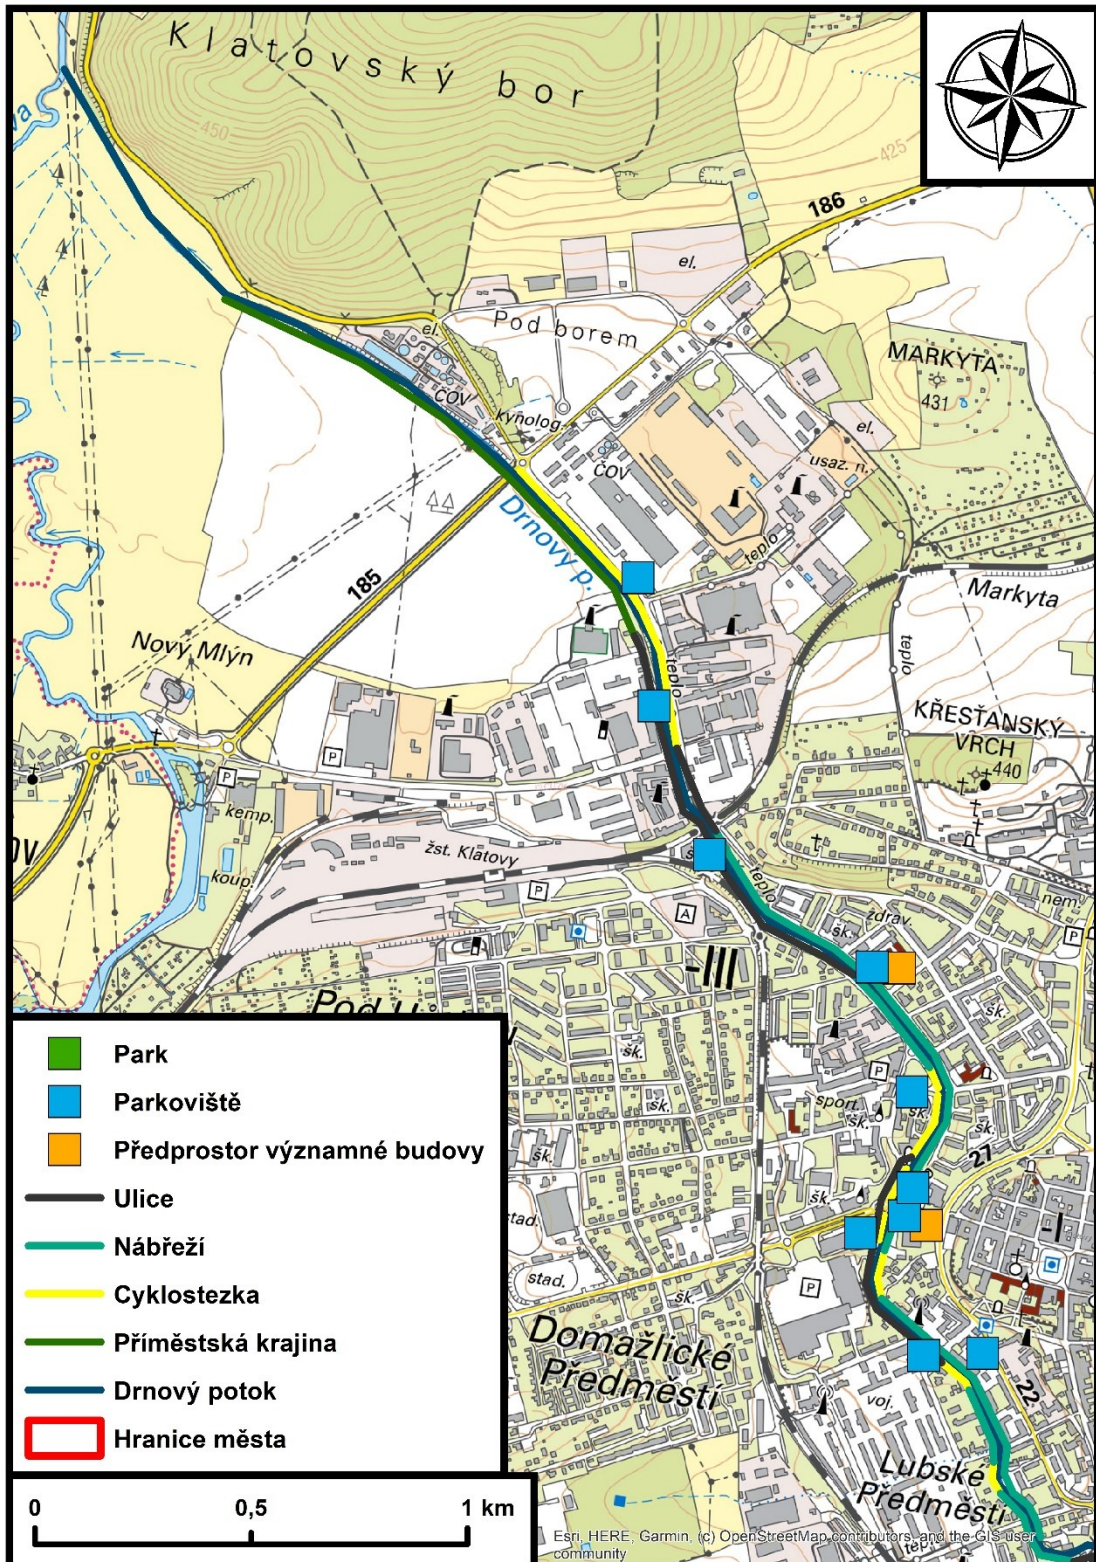 Klatovský bor
450
425
va
186
el.
Pod borem
el.
MARKYTA
431
ČOV
kynolog.
el.
usaz. n.
ČOV
Drnový p.
teplo
185
Markyta
teplo
Nový Mlýn
teplo
KŘESŤANSKÝ
VRCH
440
P
P
kemp.
ov
žst. Klatovy
koup.
teplo
P
A
nem.
zdrav.
šk.
P
-III
Pod H
šk.
šk.
P
sport.
šk.
šk.
šk.
šk.
27
šk.
-I
stad.
stad.
šk.
P
Domažlické
Předměstí
voj.
22
Lubské
Předměstí
teplo
Park
Parkoviště
Předprostor významné budovy
Ulice
Nábřeží
Cyklostezka
Příměstská krajina
Drnový potok
Hranice města
0 0,5 1 km
Esri, HERE, Garmin, (c) OpenStreetMap contributors, and the GIS user
community